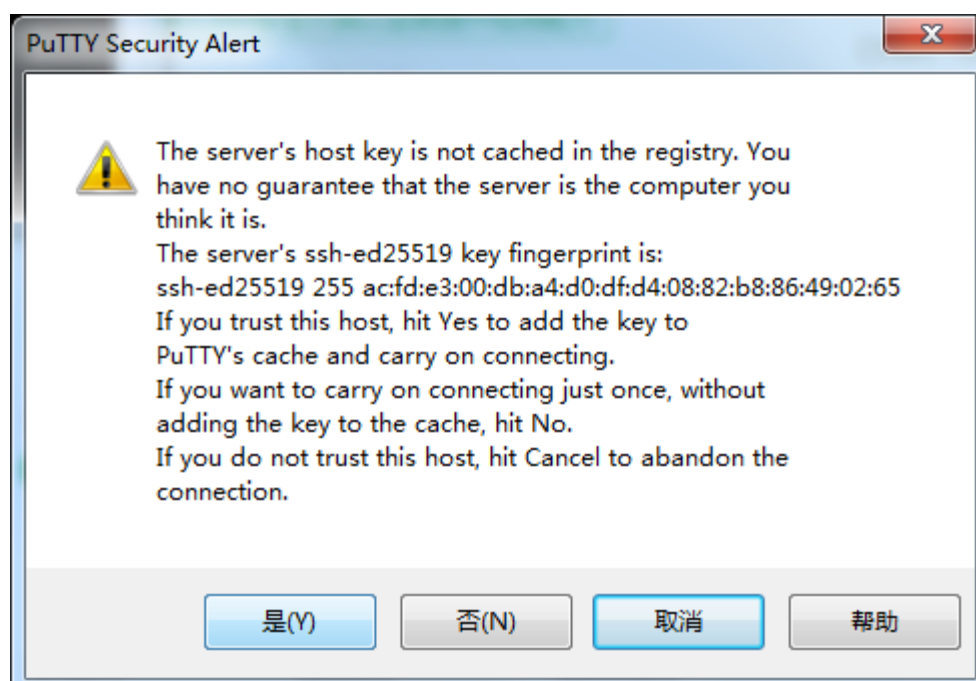 PuTTY Security Alert
The server's host key is not cached in the registry. You
have no guarantee that the server is the computer you
think it is.
The server's ssh-ed25519 key fingerprint is:
ssh-ed25519 255 ac:fd:e3:00:db:a4:d0:df:d4:08:82:b8:86:49:02:65
If you trust this host, hit Yes to add the key to
PuTTY's cache and carry on connecting.
If you want to carry on connecting just once, without
adding the key to the cache, hit No.
If you do not trust this host, hit Cancel to abandon the
connection.
是(Y) 否(N) 取消 帮助